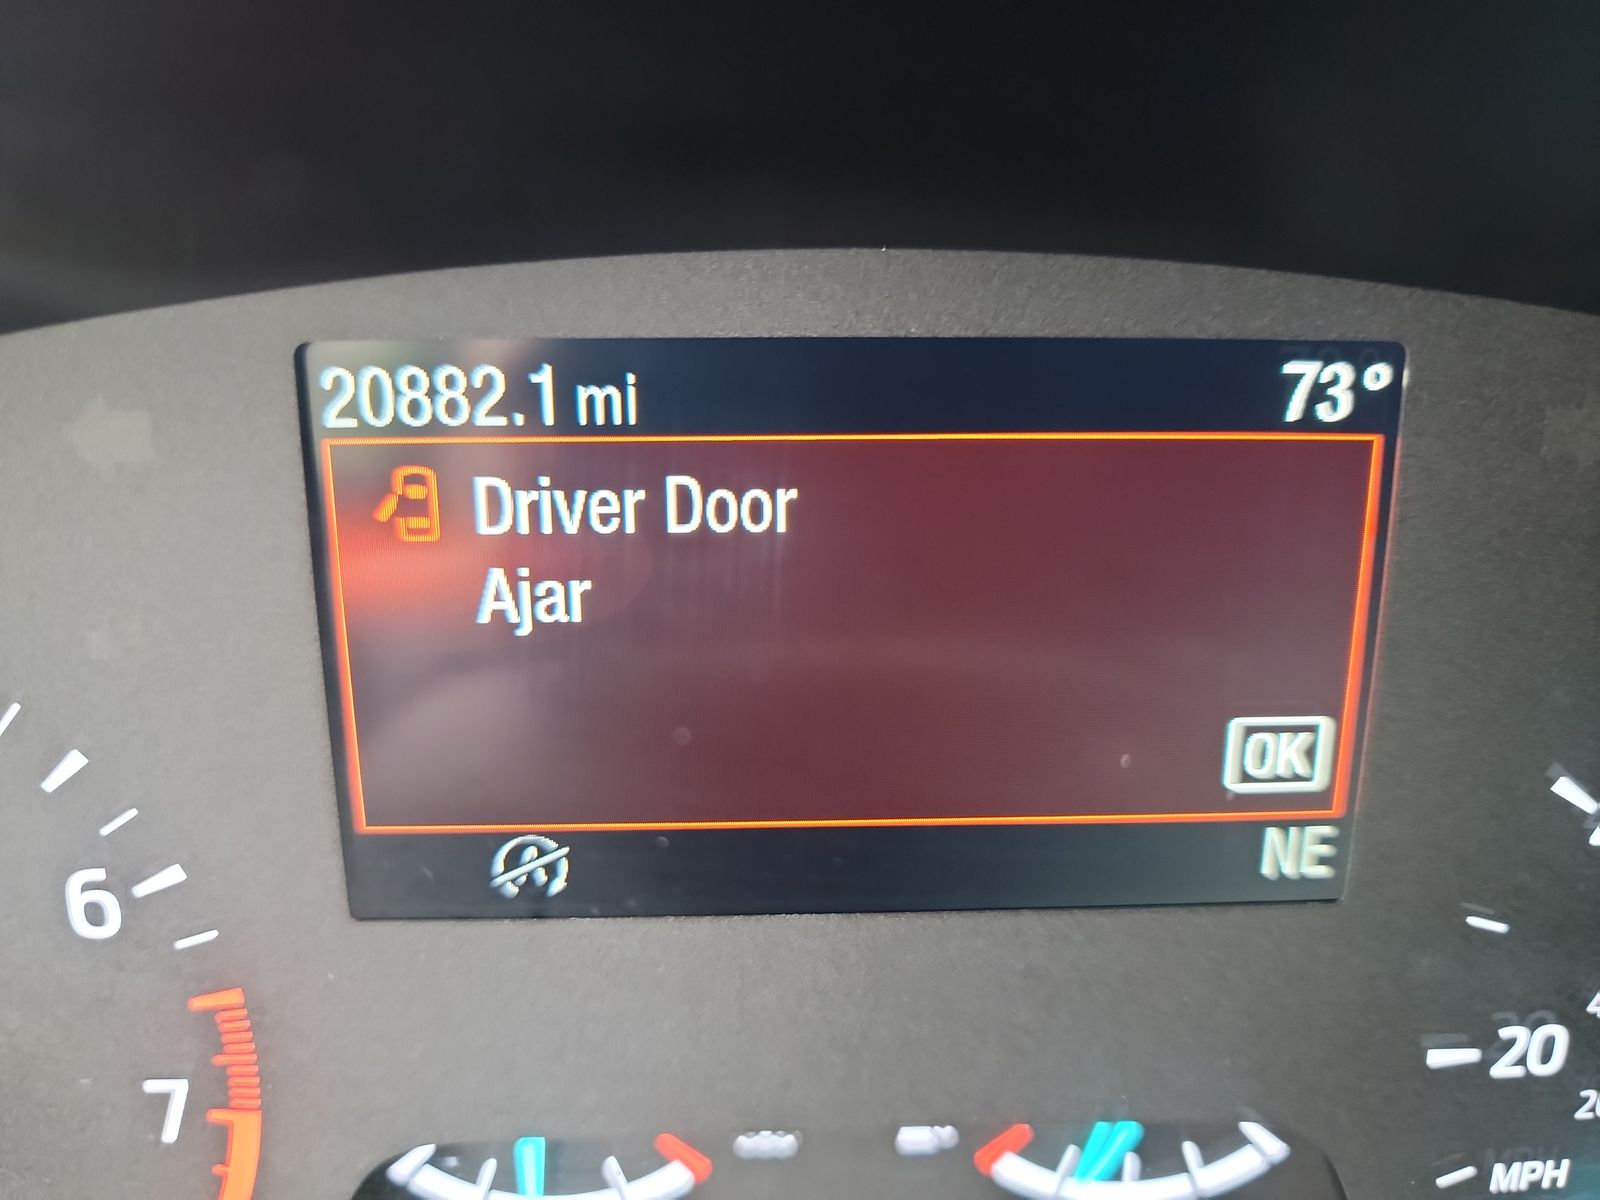 20882.1 mi
73°
Driver Door
Ajar
OK
NE
6
7
20
MPH